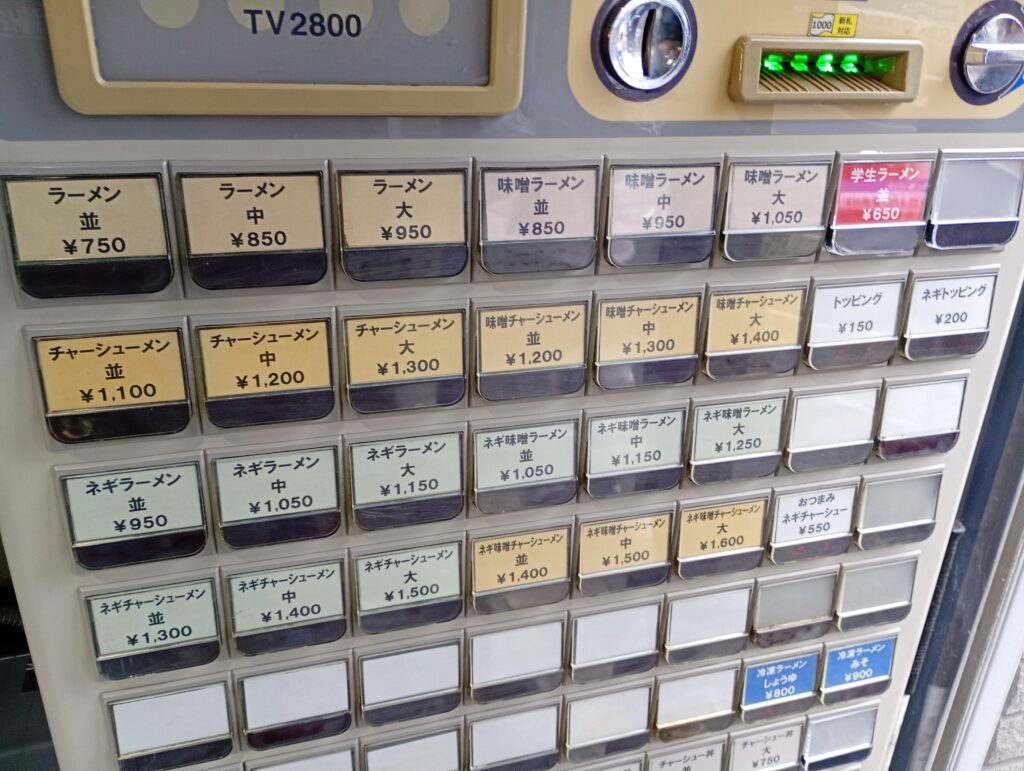 TV2800
1000 新札
対応
ラーメン
並
¥750
ラーメン
中
¥850
ラーメン
大
¥950
味噌ラーメン
並
¥850
味噌ラーメン
中
¥950
味噌ラーメン
大
¥1,050
学生ラーメン
並
¥650
チャーシューメン
並
¥1,100
チャーシューメン
中
¥1,200
チャーシューメン
大
¥1,300
味噌チャーシューメン
並
¥1,200
味噌チャーシューメン
中
¥1,300
味噌チャーシューメン
大
¥1,400
トッピング
¥150
ネギトッピング
¥200
ネギラーメン
並
¥950
ネギラーメン
中
¥1,050
ネギラーメン
大
¥1,150
ネギ味噌ラーメン
並
¥1,050
ネギ味噌ラーメン
中
¥1,150
ネギ味噌ラーメン
大
¥1,250
ネギチャーシューメン
並
¥1,300
ネギチャーシューメン
中
¥1,400
ネギチャーシューメン
大
¥1,500
ネギ味噌チャーシューメン
並
¥1,400
ネギ味噌チャーシューメン
中
¥1,500
ネギ味噌チャーシューメン
大
¥1,600
おつまみ
ネギチャーシュー
¥550
冷凍ラーメン
しょうゆ
¥800
冷凍ラーメン
みそ
¥900
チャーシュー丼
並
チャーシュー丼
大
¥750